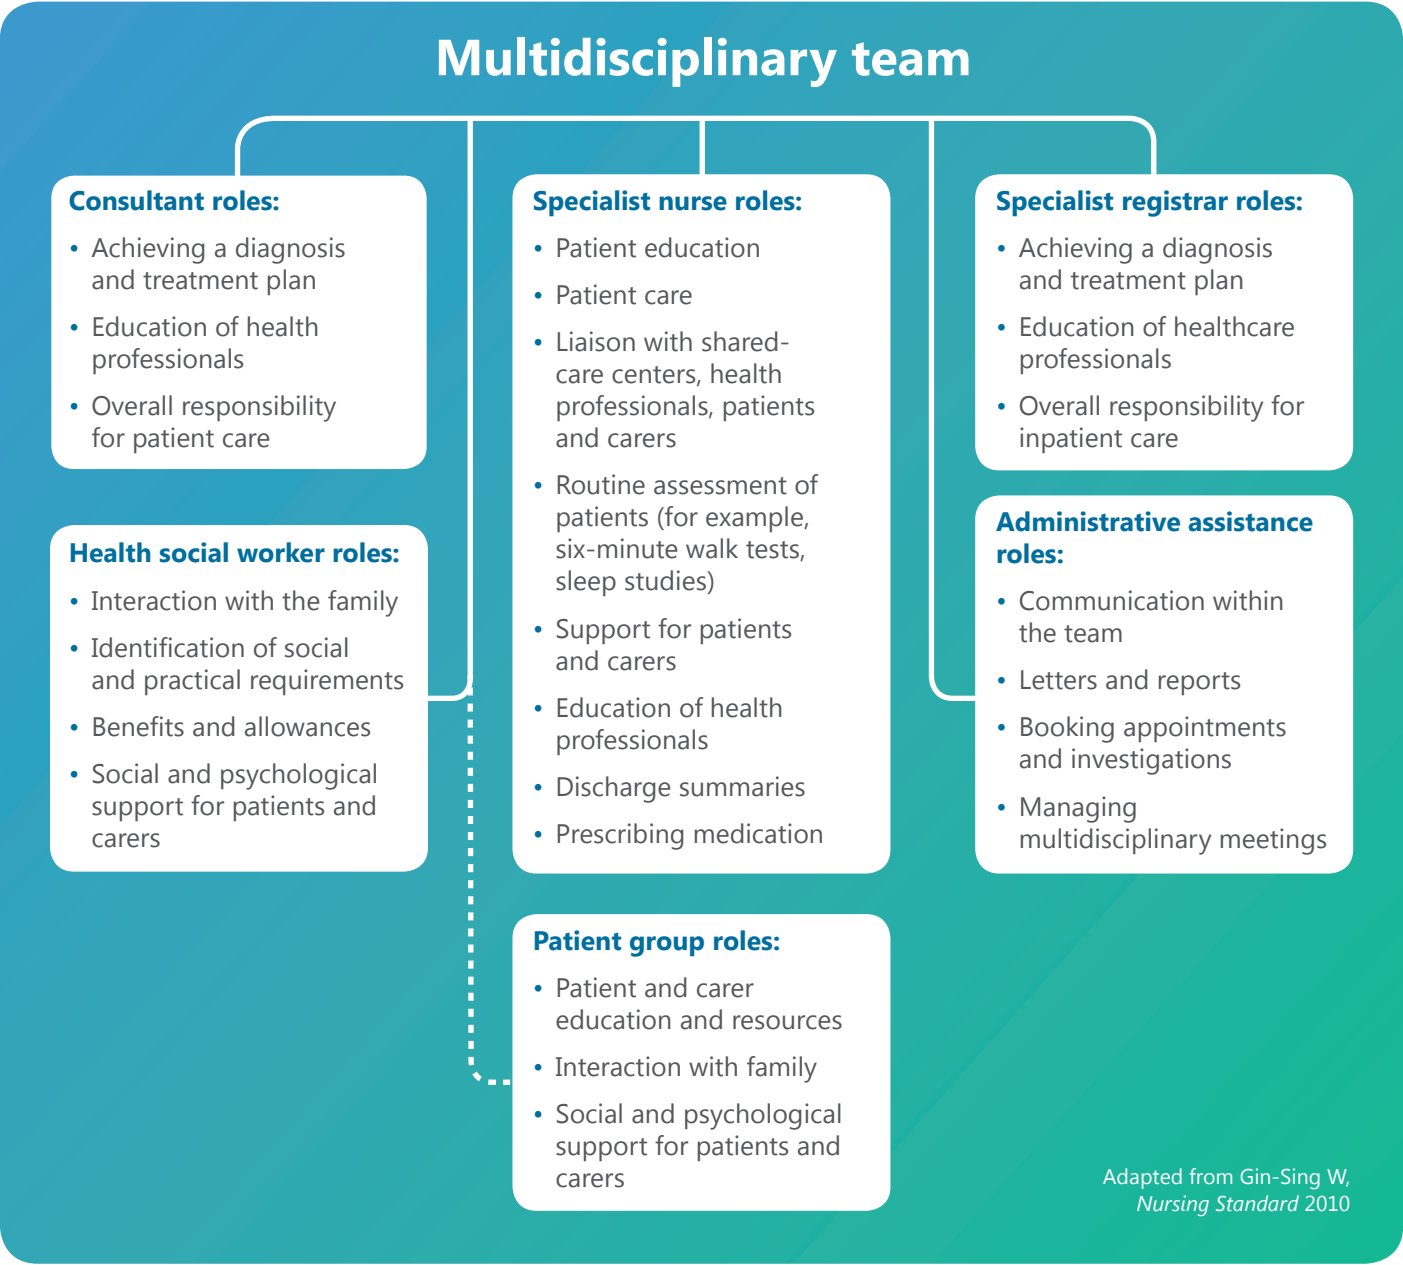 Multidisciplinary team
Consultant roles:
• Achieving a diagnosis
and treatment plan
• Education of health
professionals
• Overall responsibility
for patient care
Health social worker roles:
• Interaction with the family
• Identification of social
and practical requirements
• Benefits and allowances
• Social and psychological
support for patients and
carers
Specialist nurse roles:
• Patient education
• Patient care
• Liaison with shared-
care centers, health
professionals, patients
and carers
• Routine assessment of
patients (for example,
six-minute walk tests,
sleep studies)
• Support for patients
and carers
• Education of health
professionals
• Discharge summaries
• Prescribing medication
Patient group roles:
• Patient and carer
education and resources
• Interaction with family
• Social and psychological
support for patients and
carers
Specialist registrar roles:
• Achieving a diagnosis
and treatment plan
• Education of healthcare
professionals
• Overall responsibility for
inpatient care
Administrative assistance
roles:
• Communication within
the team
• Letters and reports
• Booking appointments
and investigations
• Managing
multidisciplinary meetings
Adapted from Gin-Sing W,
Nursing Standard 2010